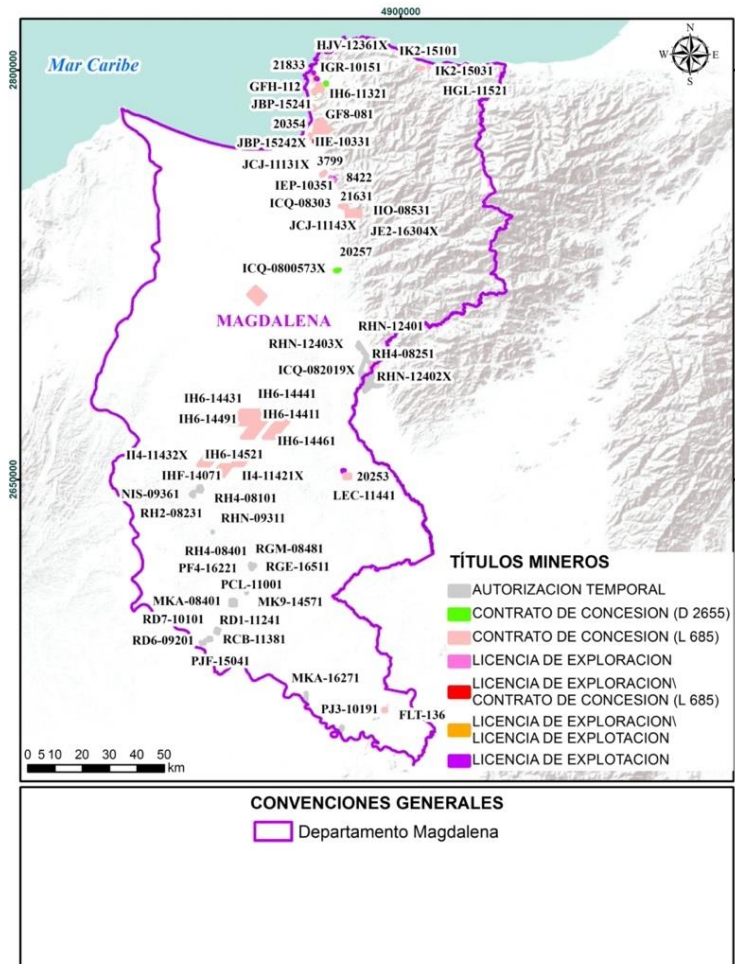 4900000
2800000
2650000
Mar Caribe
N
W E
S
HJV-12361X
IK2-15101
21833
IGR-10151
IK2-15031
GFH-112
IH6-11321
HGL-11521
JBP-15241
GF8-081
20354
JBP-15242X
IIE-10331
JCJ-11131X
3799
IEP-10351
8422
ICQ-08303
21631
IIO-08531
JCJ-11143X
JE2-16304X
20257
ICQ-0800573X
MAGDALENA
RHN-12401
RHN-12403X
RH4-08251
ICQ-082019X
RHN-12402X
IH6-14431
IH6-14441
IH6-14491
IH6-14411
IH6-14461
II4-11432X
IH6-14521
IHF-14071
II4-11421X
20253
NIS-09361
RH4-08101
LEC-11441
RH2-08231
RHN-09311
RH4-08401
RGM-08481
PF4-16221
RGE-16511
PCL-11001
MKA-08401
MK9-14571
RD7-10101
RD1-11241
RD6-09201
RCB-11381
PJF-15041
MKA-16271
PJ3-10191
FLT-136
TÍTULOS MINEROS
AUTORIZACION TEMPORAL
CONTRATO DE CONCESION (D 2655)
CONTRATO DE CONCESION (L 685)
LICENCIA DE EXPLORACION
LICENCIA DE EXPLORACION\
CONTRATO DE CONCESION (L 685)
LICENCIA DE EXPLORACION\
LICENCIA DE EXPLOTACION
LICENCIA DE EXPLOTACION
0 5 10 20 30 40 50
km
CONVENCIONES GENERALES
Departamento Magdalena